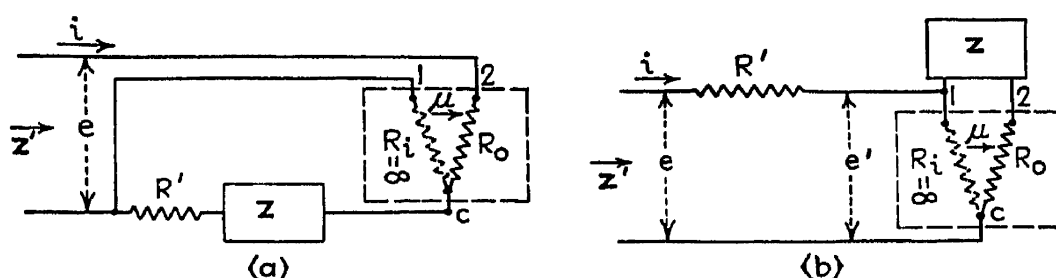 i
1 2
μ
z' e
Ri
=
∞
Ro
R'
z
c
(a)
z
i R'
1 2
μ
z' e e'
Ri
=
∞
Ro
c
(b)